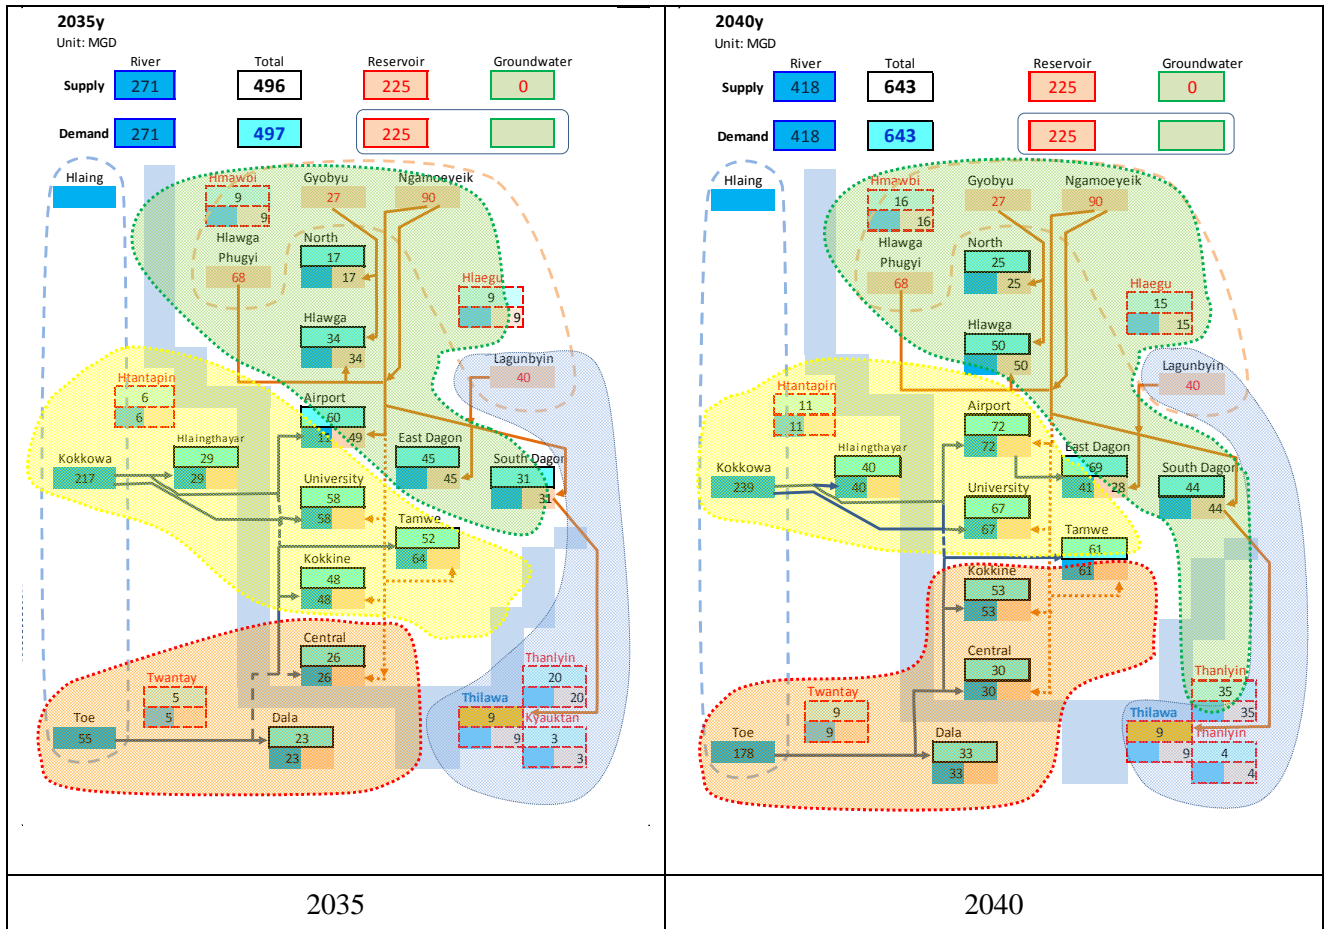 2035y
Unit: MGD
River Total Reservoir Groundwater
Supply 271 496 225 0
Demand 271 497 225
Hlaing
Hmawbi
9
9
Gyobyu
27
Ngamoeyeik
90
Hlawga
Phugyi
68
North
17
17
Hlaegu
9
9
Hlawga
34
34
Lagunbyin
40
Htantapin
6
6
Airport
60
12 49
Hlaingthayar
29
29
East Dagon
45
45
Kokkowa
217
South Dagon
31
31
University
58
58
Tamwe
52
64
Kokkine
48
48
Central
26
26
Thanlyin
20
20
Twantay
5
5
Thilawa
9
9
Kyauktan
3
3
Toe
55
Dala
23
23
2040y
Unit: MGD
River Total Reservoir Groundwater
Supply 418 643 225 0
Demand 418 643 225
Hlaing
Hmawbi
16
16
Gyobyu
27
Ngamoeyeik
90
Hlawga
Phugyi
68
North
25
25
Hlaegu
15
15
Hlawga
50
50
Lagunbyin
40
Htantapin
11
11
Airport
72
72
Hlaingthayar
40
40
East Dagon
69
41 28
Kokkowa
239
South Dagon
44
44
University
67
67
Tamwe
61
61
Kokkine
53
53
Central
30
30
Thanlyin
35
35
Twantay
9
9
Thilawa
9
9
Thanlyin
4
4
Toe
178
Dala
33
33
2035 2040